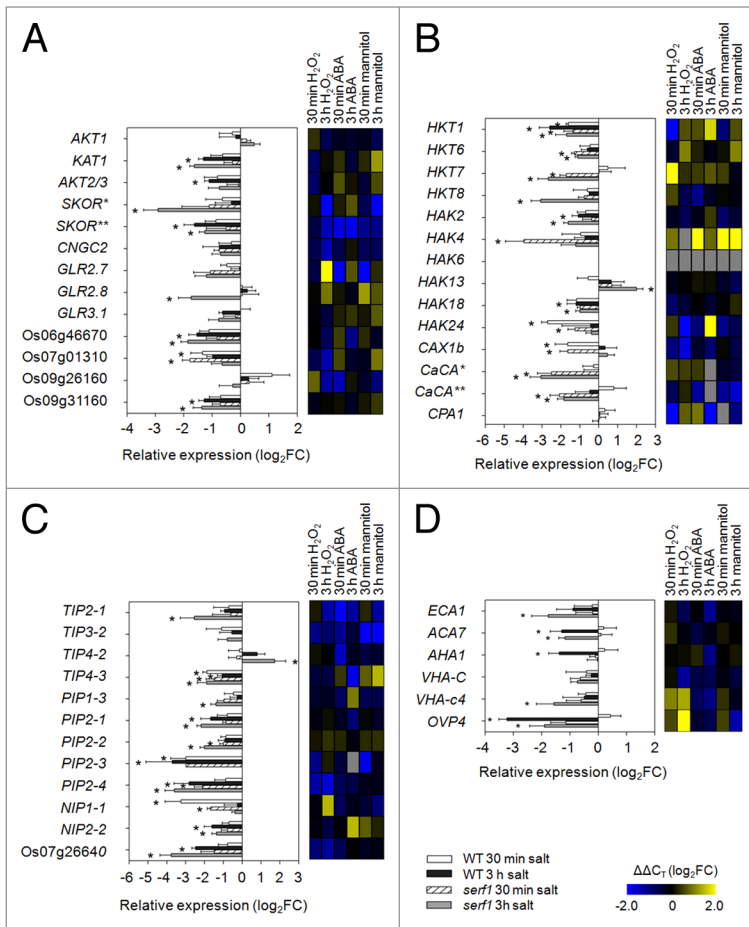 A
30 min H2O2
3 h H2O2
30 min ABA
3 h ABA
30 min mannitol
3 h mannitol
AKT1
KAT1
AKT2/3
SKOR*
SKOR**
CNGC2
GLR2.7
GLR2.8
GLR3.1
Os06g46670
Os07g01310
Os09g26160
Os09g31160
-4 -3 -2 -1 0 1 2
Relative expression (log2FC)
B
30 min H2O2
3 h H2O2
30 min ABA
3 h ABA
30 min mannitol
3 h mannitol
HKT1
HKT6
HKT7
HKT8
HAK2
HAK4
HAK6
HAK13
HAK18
HAK24
CAX1b
CaCA*
CaCA**
CPA1
-6 -5 -4 -3 -2 -1 0 1 2 3
Relative expression (log2FC)
C
30 min H2O2
3 h H2O2
30 min ABA
3 h ABA
30 min mannitol
3 h mannitol
TIP2-1
TIP3-2
TIP4-2
TIP4-3
PIP1-3
PIP2-1
PIP2-2
PIP2-3
PIP2-4
NIP1-1
NIP2-2
Os07g26640
-6 -5 -4 -3 -2 -1 0 1 2 3
Relative expression (log2FC)
D
30 min H2O2
3 h H2O2
30 min ABA
3 h ABA
30 min mannitol
3 h mannitol
ECA1
ACA7
AHA1
VHA-C
VHA-c4
OVP4
-4 -3 -2 -1 0 1 2
Relative expression (log2FC)
WT 30 min salt
WT 3 h salt
serf1 30 min salt
serf1 3h salt
ΔΔCT (log2FC)
-2.0 0 2.0